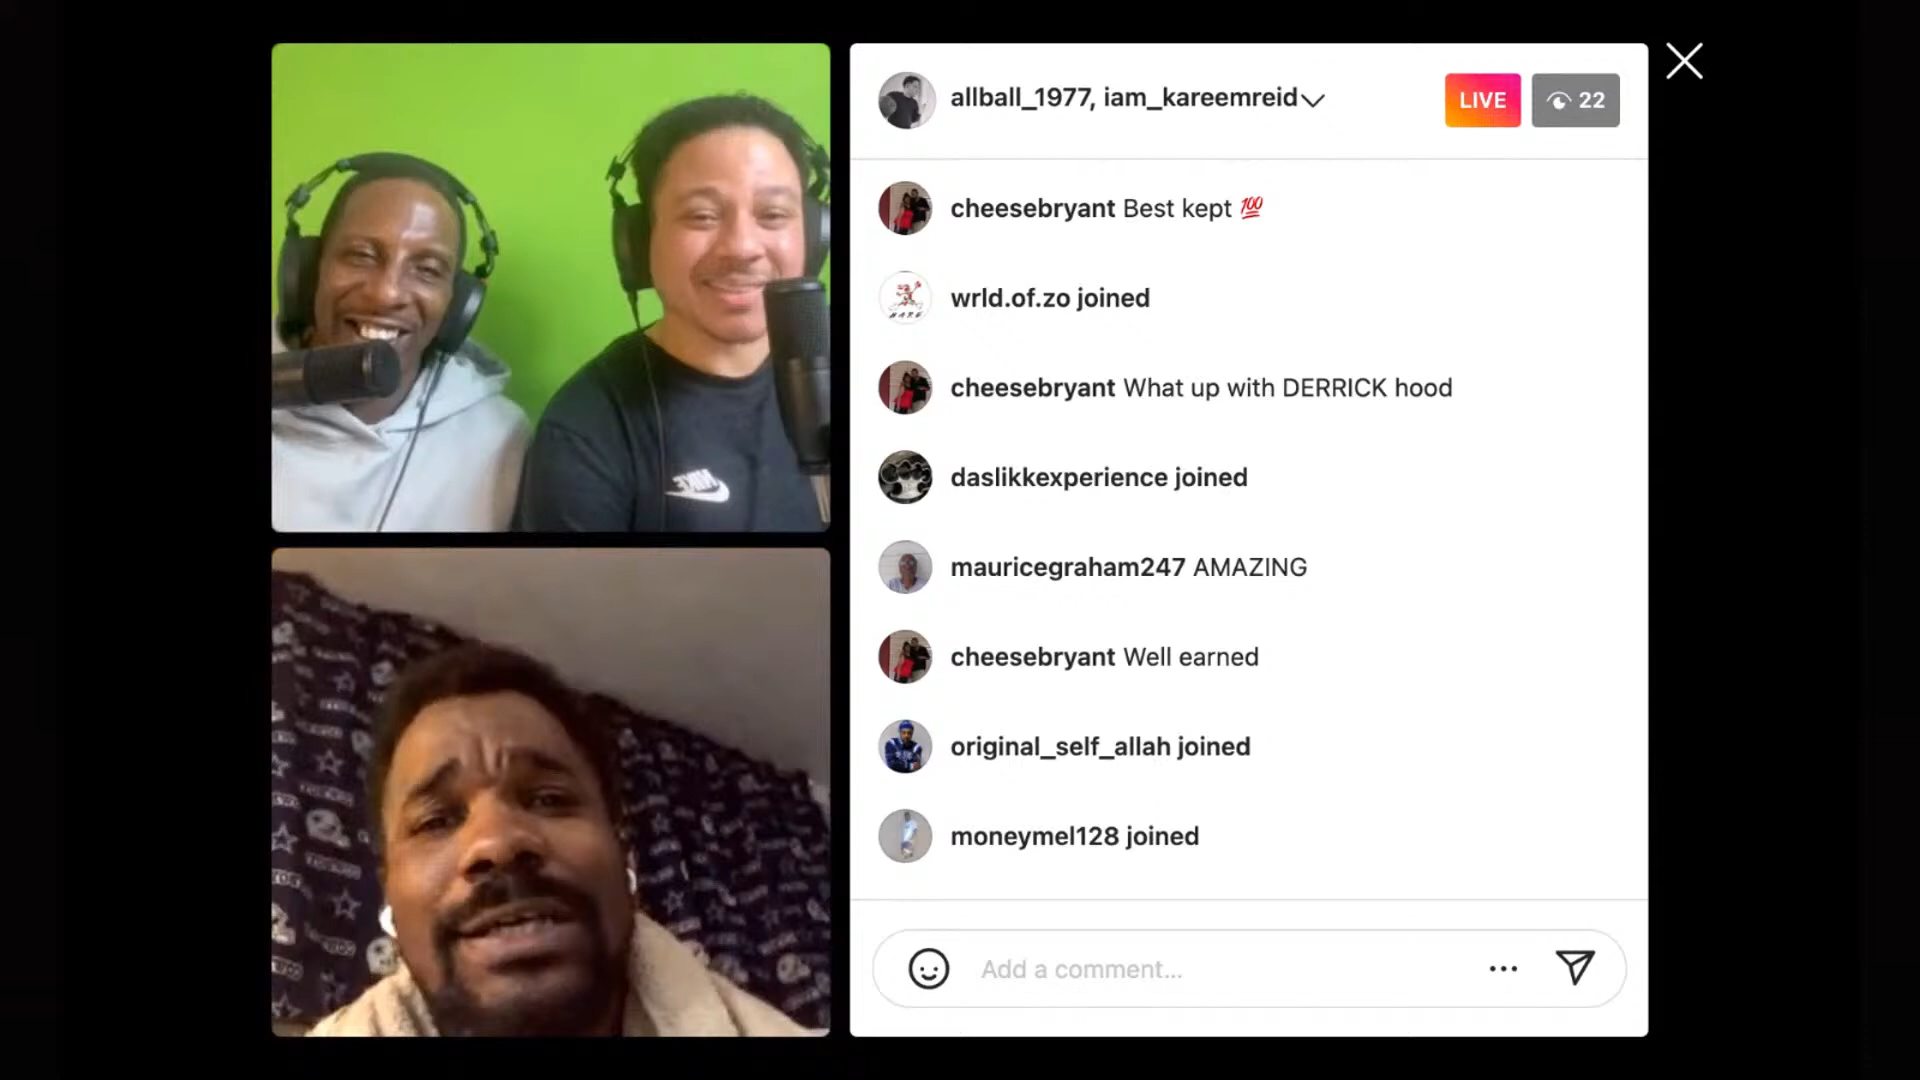 allball_1977, iam_kareemreid
LIVE
22
cheesebryant Best kept 💯
wrld.of.zo joined
cheesebryant What up with DERRICK hood
daslikkexperience joined
mauricegraham247 AMAZING
cheesebryant Well earned
original_self_allah joined
moneymel128 joined
Add a comment...
NIKE